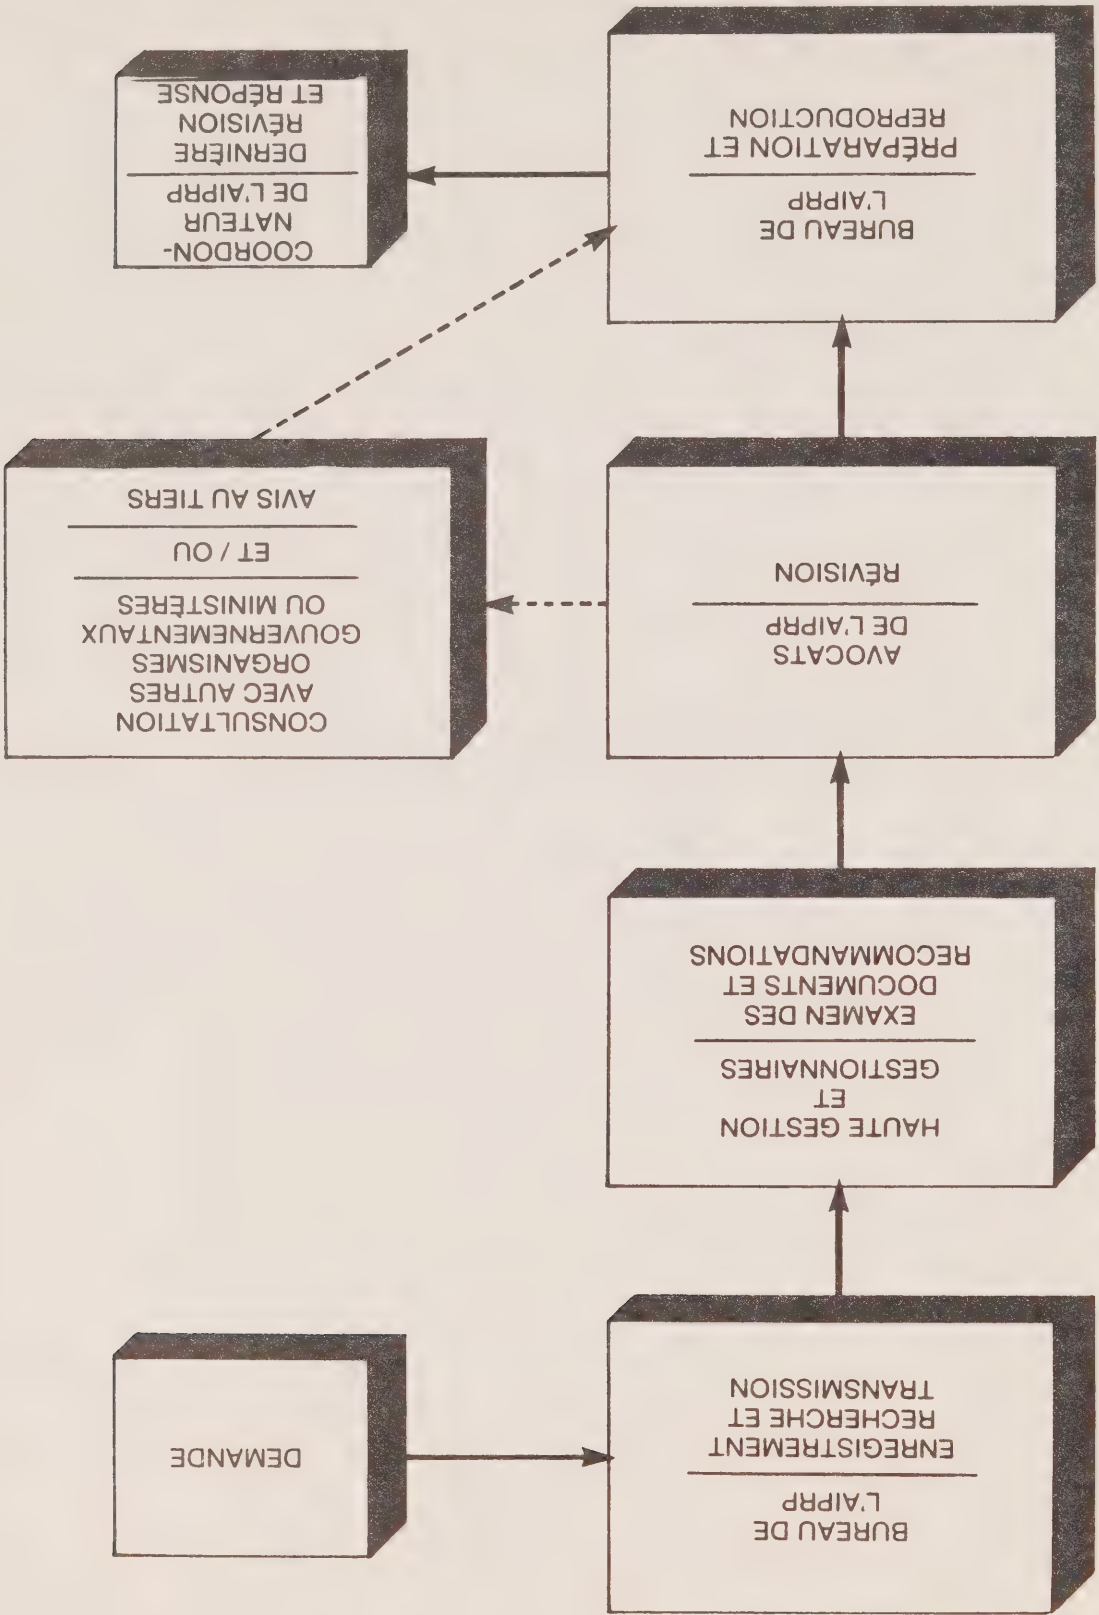 BUREAU DE
L'AIPRP
ENREGISTREMENT
RECHERCHE ET
TRANSMISSION
DEMANDE
HAUTE GESTION
ET
GESTIONNAIRES
EXAMEN DES
DOCUMENTS ET
RECOMMANDATIONS
AVOCATS
DE L'AIPRP
RÉVISION
CONSULTATION
AVEC AUTRES
ORGANISMES
GOUVERNEMENTAUX
OU MINISTÈRES
ET / OU
AVIS AU TIERS
BUREAU DE
L'AIPRP
PRÉPARATION ET
REPRODUCTION
COORDON-
NATEUR
DE L'AIPRP
DERNIÈRE
RÉVISION
ET RÉPONSE